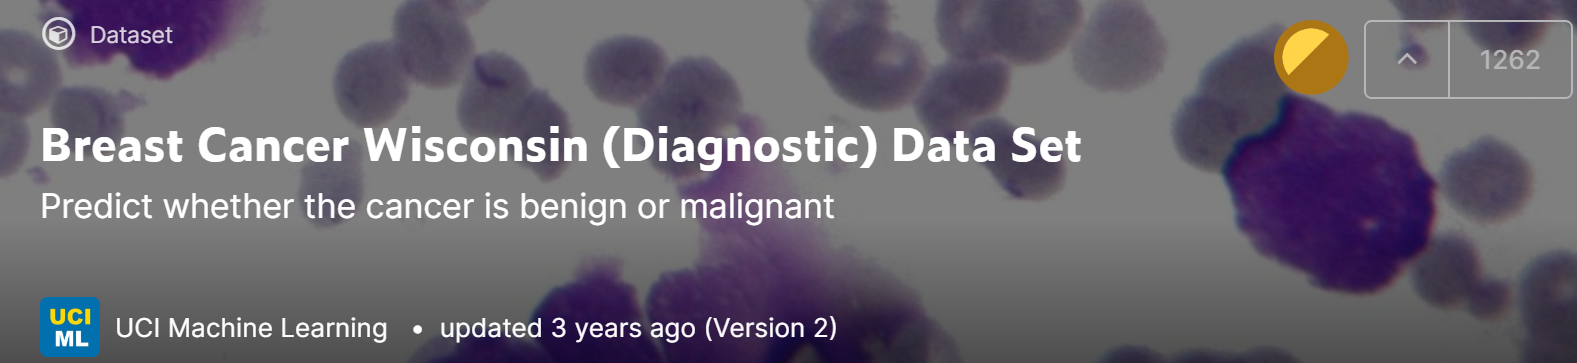 Dataset
1262
Breast Cancer Wisconsin (Diagnostic) Data Set
Predict whether the cancer is benign or malignant
UCI
ML
UCI Machine Learning • updated 3 years ago (Version 2)